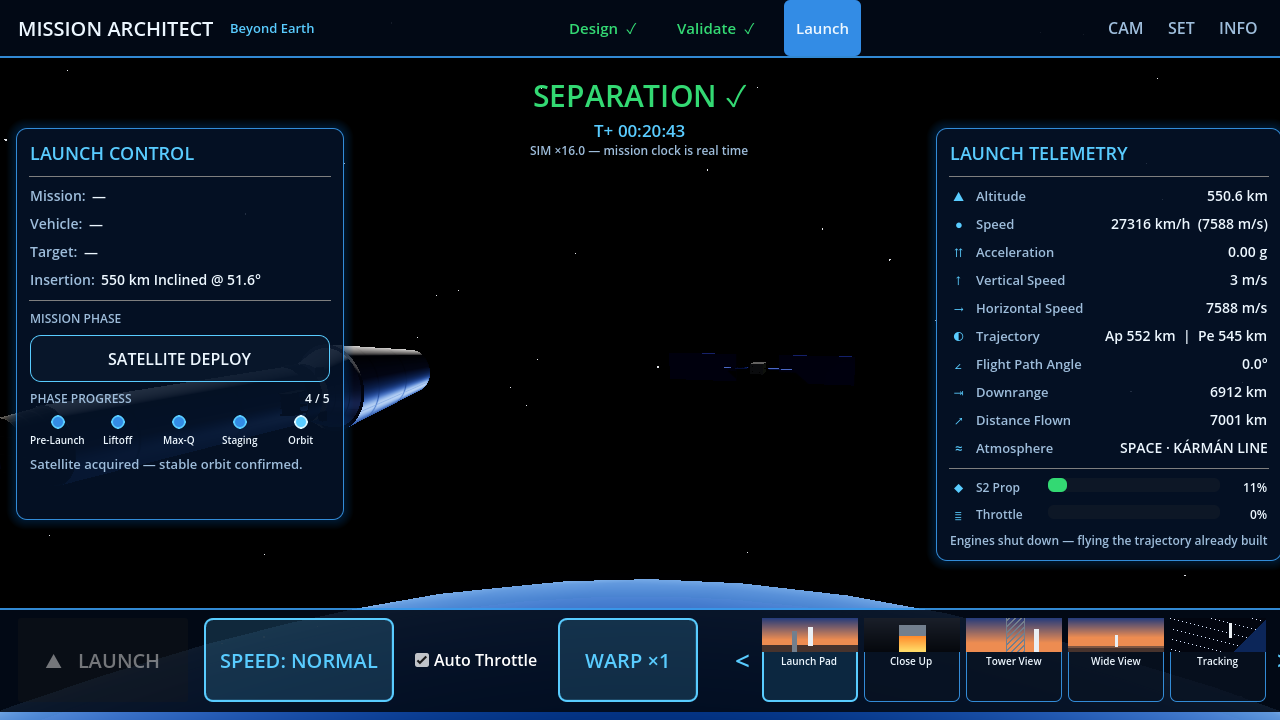 MISSION ARCHITECT Beyond Earth Design ✓ Validate ✓ Launch CAM SET INFO
SEPARATION ✓
T+ 00:20:43
SIM ×16.0 — mission clock is real time
LAUNCH CONTROL
Mission: —
Vehicle: —
Target: —
Insertion: 550 km Inclined @ 51.6°
MISSION PHASE
SATELLITE DEPLOY
PHASE PROGRESS 4 / 5
Pre-Launch Liftoff Max-Q Staging Orbit
Satellite acquired — stable orbit confirmed.
LAUNCH TELEMETRY
Altitude 550.6 km
Speed 27316 km/h (7588 m/s)
Acceleration 0.00 g
Vertical Speed 3 m/s
Horizontal Speed 7588 m/s
Trajectory Ap 552 km | Pe 545 km
Flight Path Angle 0.0°
Downrange 6912 km
Distance Flown 7001 km
Atmosphere SPACE · KÁRMÁN LINE
S2 Prop 11%
Throttle 0%
Engines shut down — flying the trajectory already built
▲ LAUNCH
SPEED: NORMAL
Auto Throttle
WARP ×1
<
Launch Pad
Close Up
Tower View
Wide View
Tracking